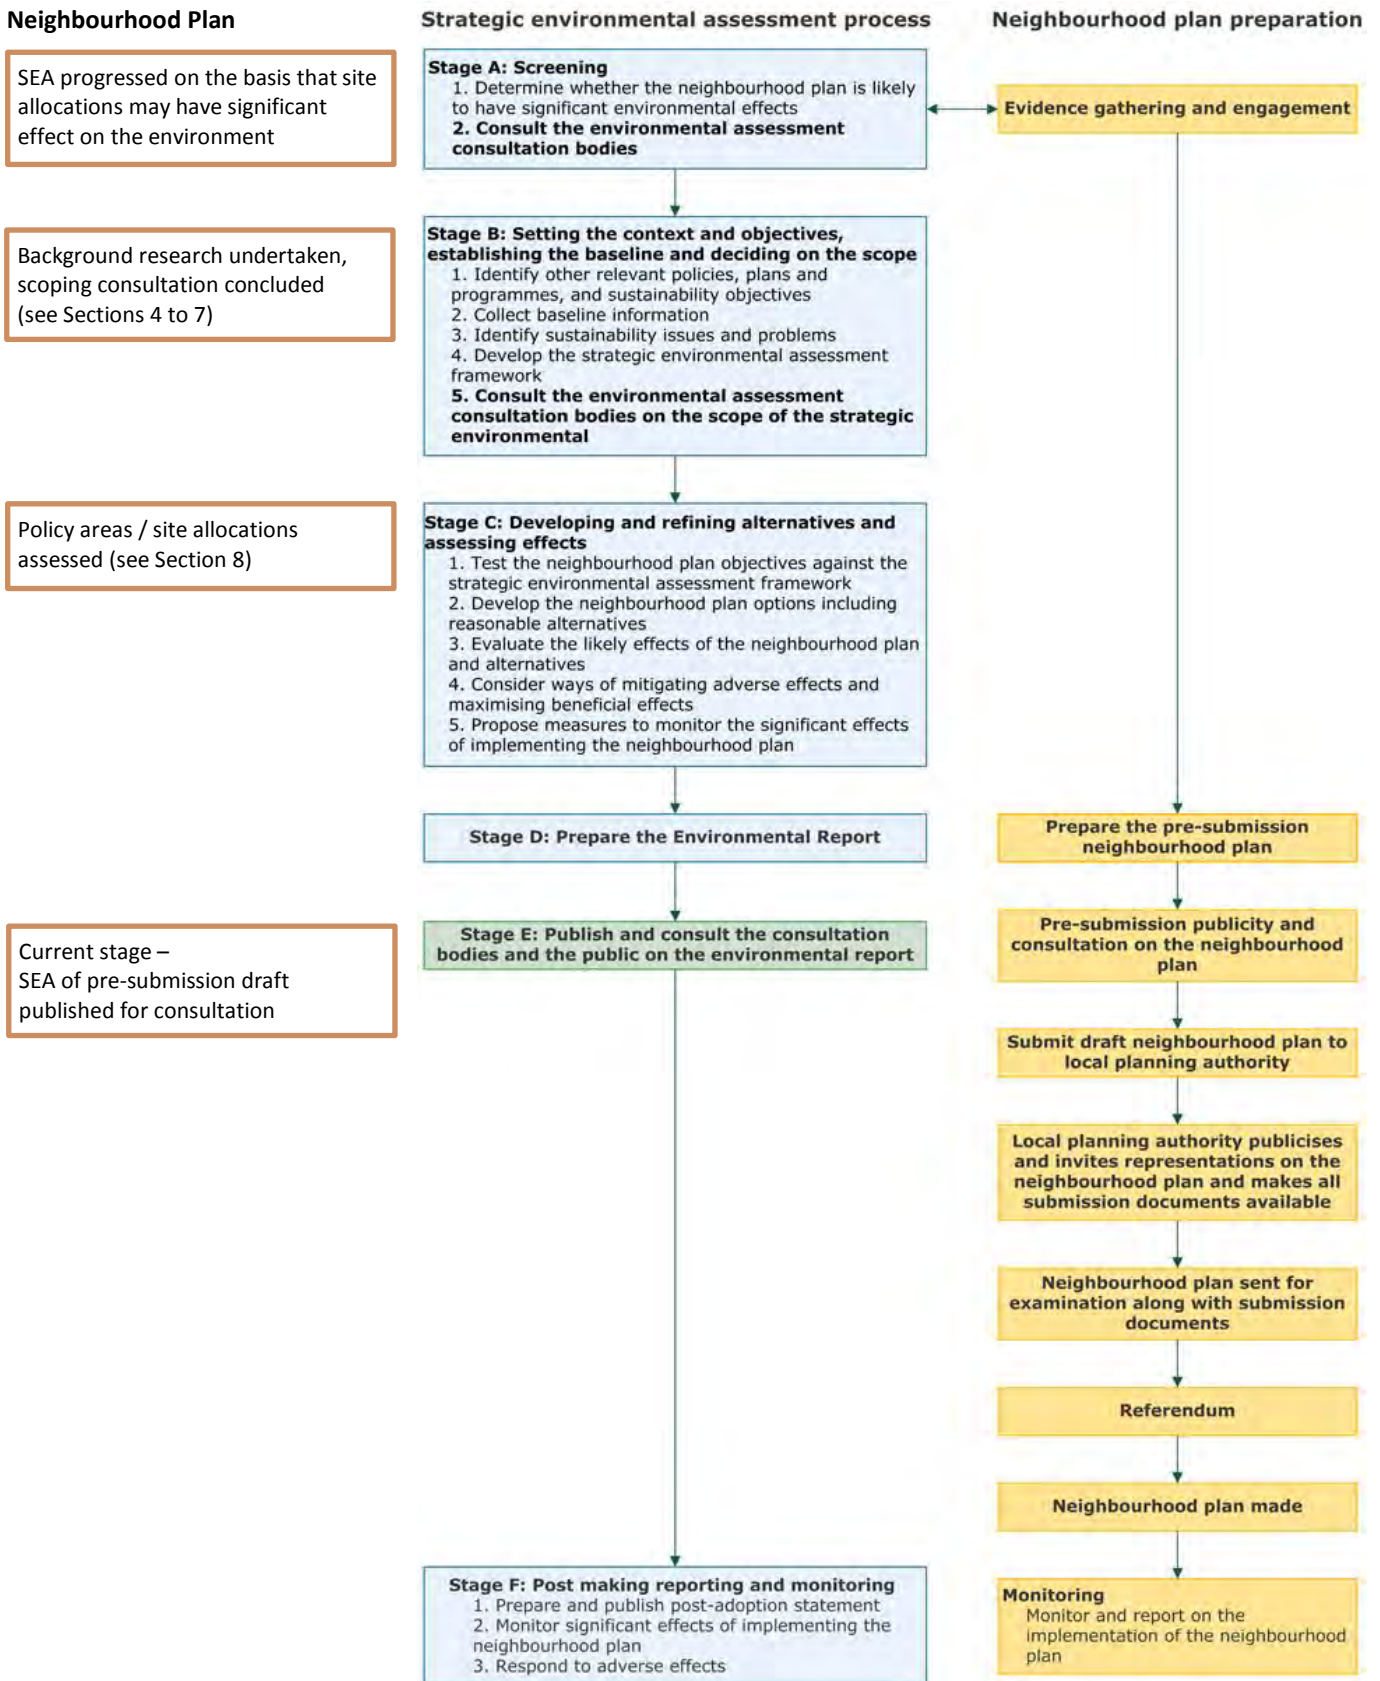 Neighbourhood Plan
SEA progressed on the basis that site
allocations may have significant
effect on the environment
Background research undertaken,
scoping consultation concluded
(see Sections 4 to 7)
Policy areas / site allocations
assessed (see Section 8)
Current stage –
SEA of pre-submission draft
published for consultation
Strategic environmental assessment process
Stage A: Screening
1. Determine whether the neighbourhood plan is likely
to have significant environmental effects
2. Consult the environmental assessment
consultation bodies
Stage B: Setting the context and objectives,
establishing the baseline and deciding on the scope
1. Identify other relevant policies, plans and
programmes, and sustainability objectives
2. Collect baseline information
3. Identify sustainability issues and problems
4. Develop the strategic environmental assessment
framework
5. Consult the environmental assessment
consultation bodies on the scope of the strategic
environmental
Stage C: Developing and refining alternatives and
assessing effects
1. Test the neighbourhood plan objectives against the
strategic environmental assessment framework
2. Develop the neighbourhood plan options including
reasonable alternatives
3. Evaluate the likely effects of the neighbourhood plan
and alternatives
4. Consider ways of mitigating adverse effects and
maximising beneficial effects
5. Propose measures to monitor the significant effects
of implementing the neighbourhood plan
Stage D: Prepare the Environmental Report
Stage E: Publish and consult the consultation
bodies and the public on the environmental report
Stage F: Post making reporting and monitoring
1. Prepare and publish post-adoption statement
2. Monitor significant effects of implementing the
neighbourhood plan
3. Respond to adverse effects
Neighbourhood plan preparation
Evidence gathering and engagement
Prepare the pre-submission
neighbourhood plan
Pre-submission publicity and
consultation on the neighbourhood
plan
Submit draft neighbourhood plan to
local planning authority
Local planning authority publicises
and invites representations on the
neighbourhood plan and makes all
submission documents available
Neighbourhood plan sent for
examination along with submission
documents
Referendum
Neighbourhood plan made
Monitoring
Monitor and report on the
implementation of the neighbourhood
plan